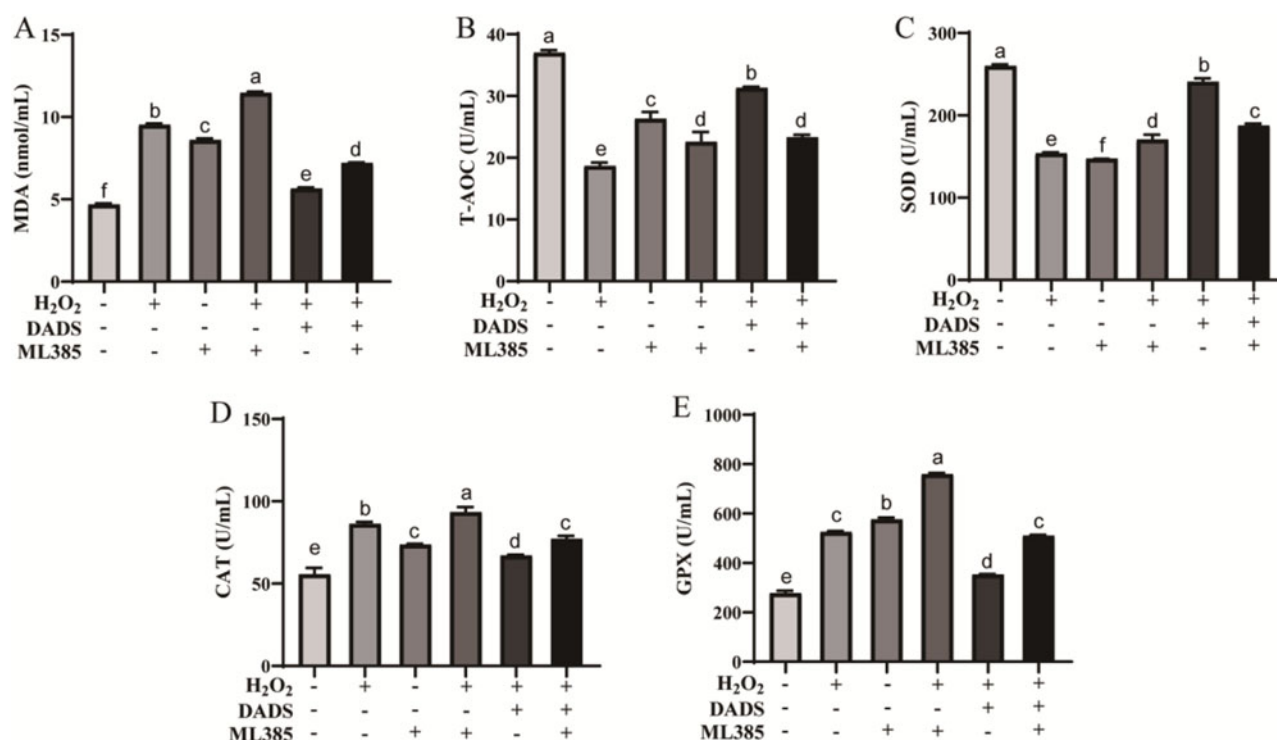 A
MDA (nmol/mL)
15
10
5
0
f
b
c
a
e
d
H₂O₂ - + - + + +
DADS - - - - + +
ML385 - - + + - +
B
T-AOC (U/mL)
40
30
20
10
0
a
e
c
d
b
d
H₂O₂ - + - + + +
DADS - - - - + +
ML385 - - + + - +
C
SOD (U/mL)
300
200
100
0
a
e
f
d
b
c
H₂O₂ - + - + + +
DADS - - - - + +
ML385 - - + + - +
D
CAT (U/mL)
150
100
50
0
e
b
c
a
d
c
H₂O₂ - + - + + +
DADS - - - - + +
ML385 - - + + - +
E
GPX (U/mL)
1000
800
600
400
200
0
e
c
b
a
d
c
H₂O₂ - + - + + +
DADS - - - - + +
ML385 - - + + - +